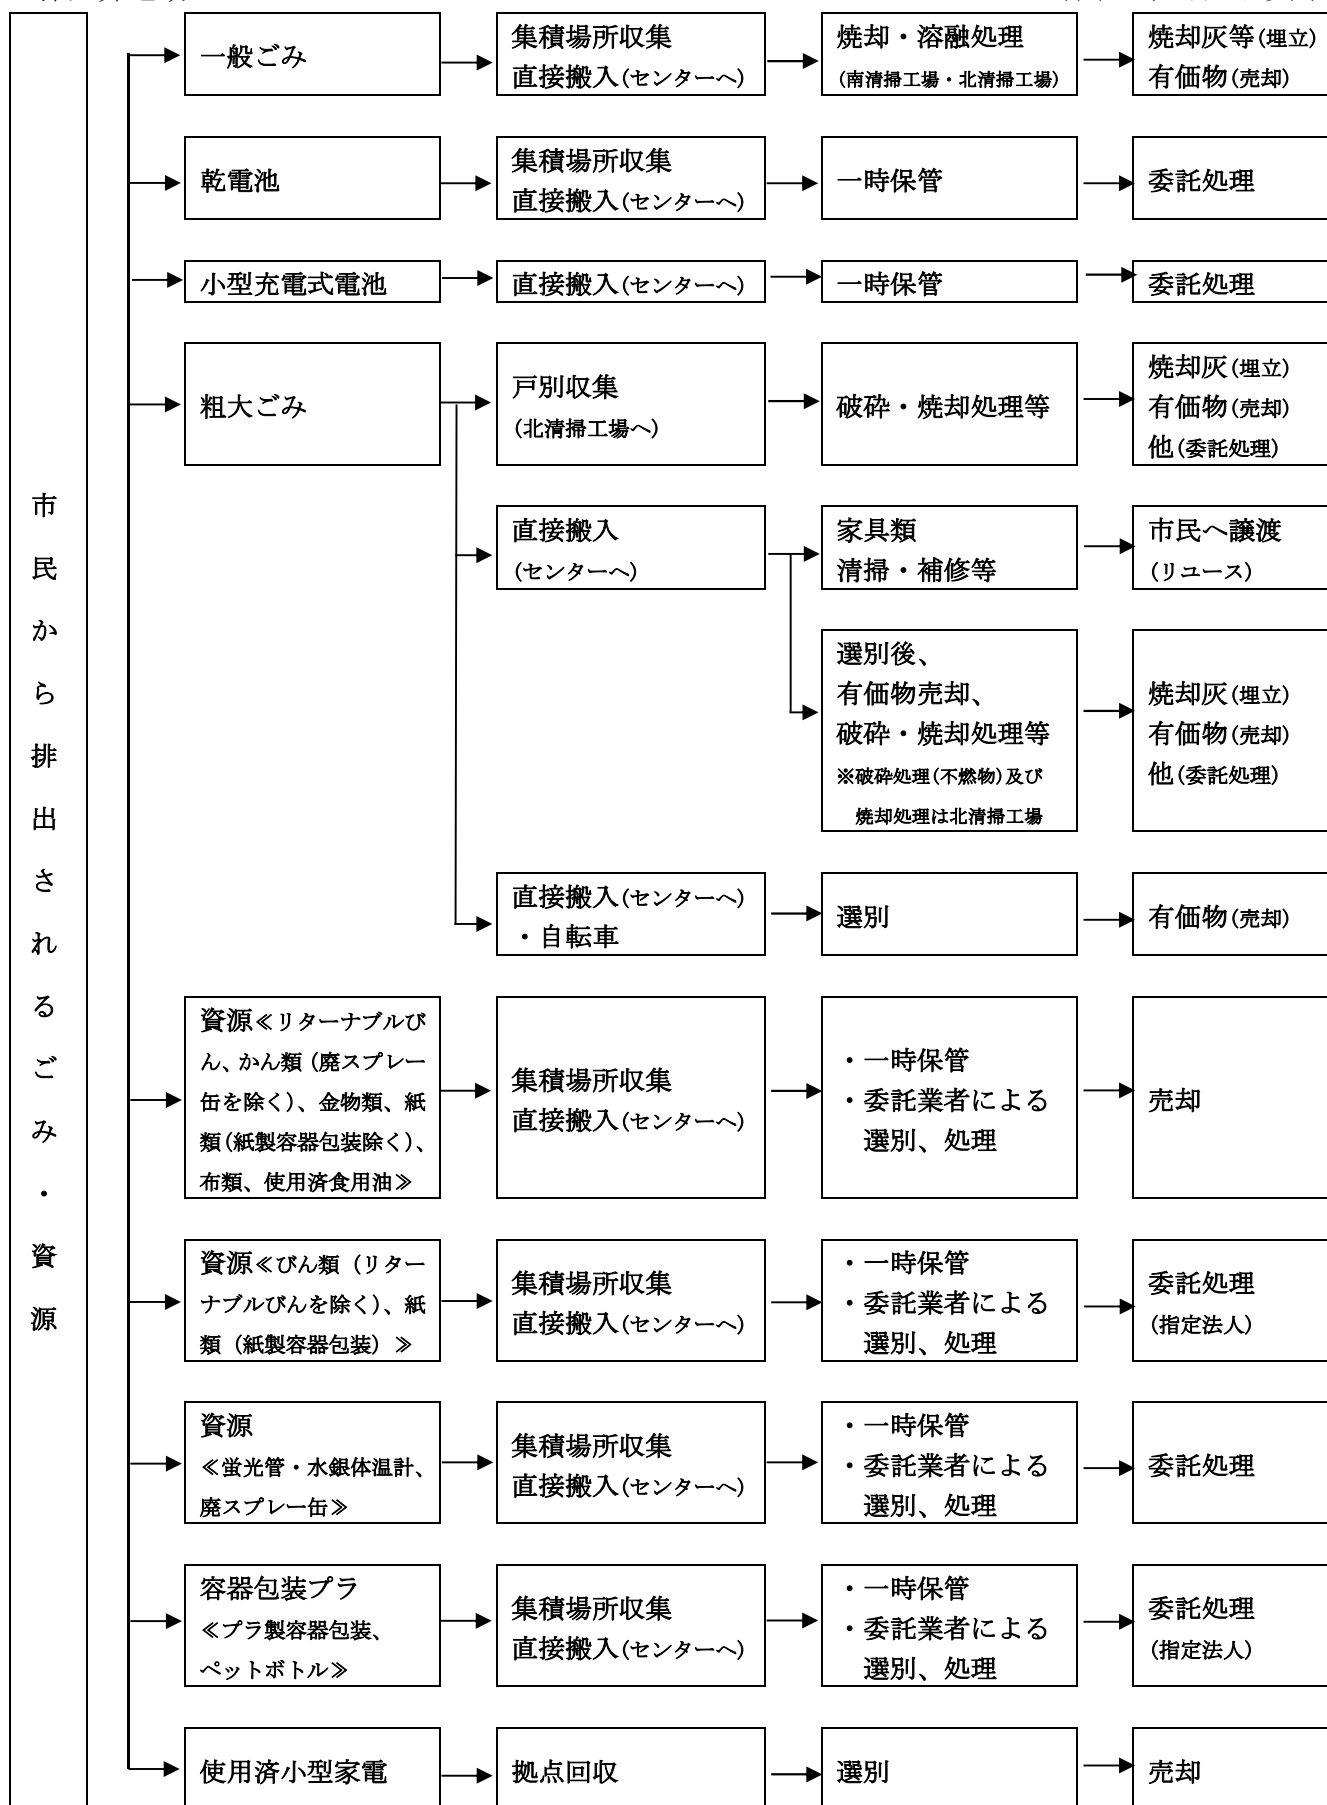 市民から排出されるごみ・資源
一般ごみ
集積場所収集
直接搬入(センターへ)
焼却・溶融処理
(南清掃工場・北清掃工場)
焼却灰等(埋立)
有価物(売却)
乾電池
集積場所収集
直接搬入(センターへ)
一時保管
委託処理
小型充電式電池
直接搬入(センターへ)
一時保管
委託処理
粗大ごみ
戸別収集
(北清掃工場へ)
破砕・焼却処理等
焼却灰(埋立)
有価物(売却)
他(委託処理)
直接搬入
(センターへ)
家具類
清掃・補修等
市民へ譲渡
(リユース)
選別後、
有価物売却、
破砕・焼却処理等
※破砕処理(不燃物)及び
焼却処理は北清掃工場
焼却灰(埋立)
有価物(売却)
他(委託処理)
直接搬入(センターへ)
・自転車
選別
有価物(売却)
資源≪リターナブルび
ん、かん類(廃スプレー
缶を除く)、金物類、紙
類(紙製容器包装除く)、
布類、使用済食用油≫
集積場所収集
直接搬入(センターへ)
・一時保管
・委託業者による
選別、処理
売却
資源≪びん類(リター
ナブルびんを除く)、紙
類(紙製容器包装)≫
集積場所収集
直接搬入(センターへ)
・一時保管
・委託業者による
選別、処理
委託処理
(指定法人)
資源
≪蛍光管・水銀体温計、
廃スプレー缶≫
集積場所収集
直接搬入(センターへ)
・一時保管
・委託業者による
選別、処理
委託処理
容器包装プラ
≪プラ製容器包装、
ペットボトル≫
集積場所収集
直接搬入(センターへ)
・一時保管
・委託業者による
選別、処理
委託処理
(指定法人)
使用済小型家電
拠点回収
選別
売却